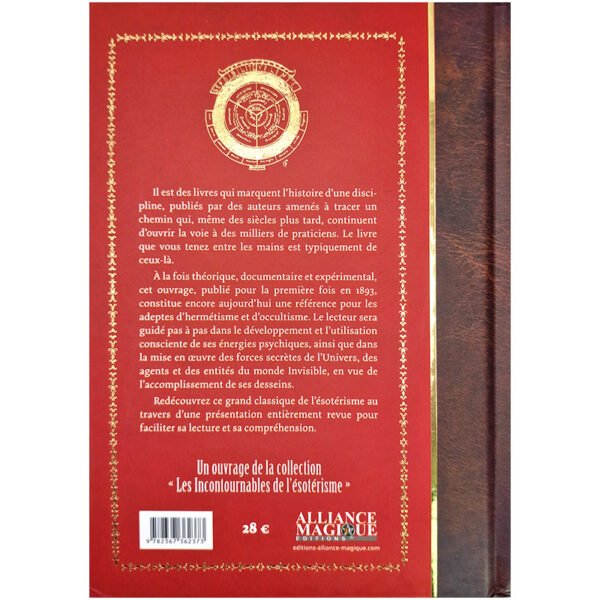 Il est des livres qui marquent l'histoire d'une disci-
pline, publiés par des auteurs amenés à tracer un
chemin qui, même des siècles plus tard, continuent
d'ouvrir la voie à des milliers de praticiens. Le livre
que vous tenez entre les mains est typiquement de
ceux-là.
À la fois théorique, documentaire et expérimental,
cet ouvrage, publié pour la première fois en 1893,
constitue encore aujourd'hui une référence pour les
adeptes d'hermétisme et d'occultisme. Le lecteur sera
guidé pas à pas dans le développement et l'utilisation
consciente de ses énergies psychiques, ainsi que dans
la mise en œuvre des forces secrètes de l'Univers, des
agents et des entités du monde Invisible, en vue de
l'accomplissement de ses desseins.
Redécouvrez ce grand classique de l'ésotérisme au
travers d'une présentation entièrement revue pour
faciliter sa lecture et sa compréhension.
Un ouvrage de la collection
« Les Incontournables de l'ésotérisme »
9 782367 362373
28 €
ALLIANCE
MAGIQUE
EDITIONS
editions-alliance-magique.com